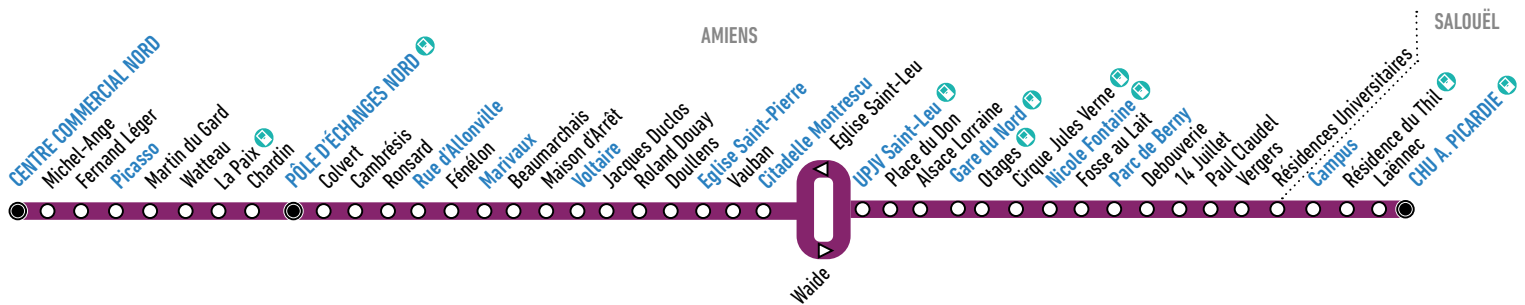 AMIENS
SALOUËL
CENTRE COMMERCIAL NORD
Michel-Ange
Fernand Léger
Picasso
Martin du Gard
Watteau
La Paix
Chardin
PÔLE D'ÉCHANGES NORD
Colvert
Cambrésis
Ronsard
Rue d'Allonville
Fénélon
Marivaux
Beaumarchais
Maison d'Arrêt
Voltaire
Jacques Duclos
Roland Douay
Doullens
Eglise Saint-Pierre
Vauban
Citadelle Montrescu
Eglise Saint-Leu
Waide
UPJV Saint-Leu
Place du Don
Alsace Lorraine
Gare du Nord
Otages
Cirque Jules Verne
Nicole Fontaine
Fosse au Lait
Parc de Berny
Debouverie
14 Juillet
Paul Claudel
Vergers
Résidences Universitaires
Campus
Résidence du Thil
Laënnec
CHU A. PICARDIE